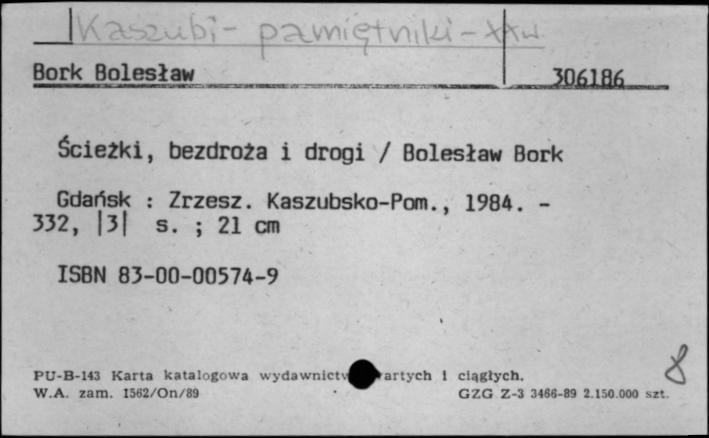 Kaszubi - pamiętniki - XXw
Bork Bolesław 306186
Ścieżki, bezdroża i drogi / Bolesław Bork
Gdańsk : Zrzesz. Kaszubsko-Pom., 1984. -
332, |3| s. ; 21 cm
ISBN 83-00-00574-9
8
PU-B-143 Karta katalogowa wydawnictw artych i ciągłych.
W.A. zam. 1562/On/89 GZG Z-3 3466-89 2.150.000 szt.